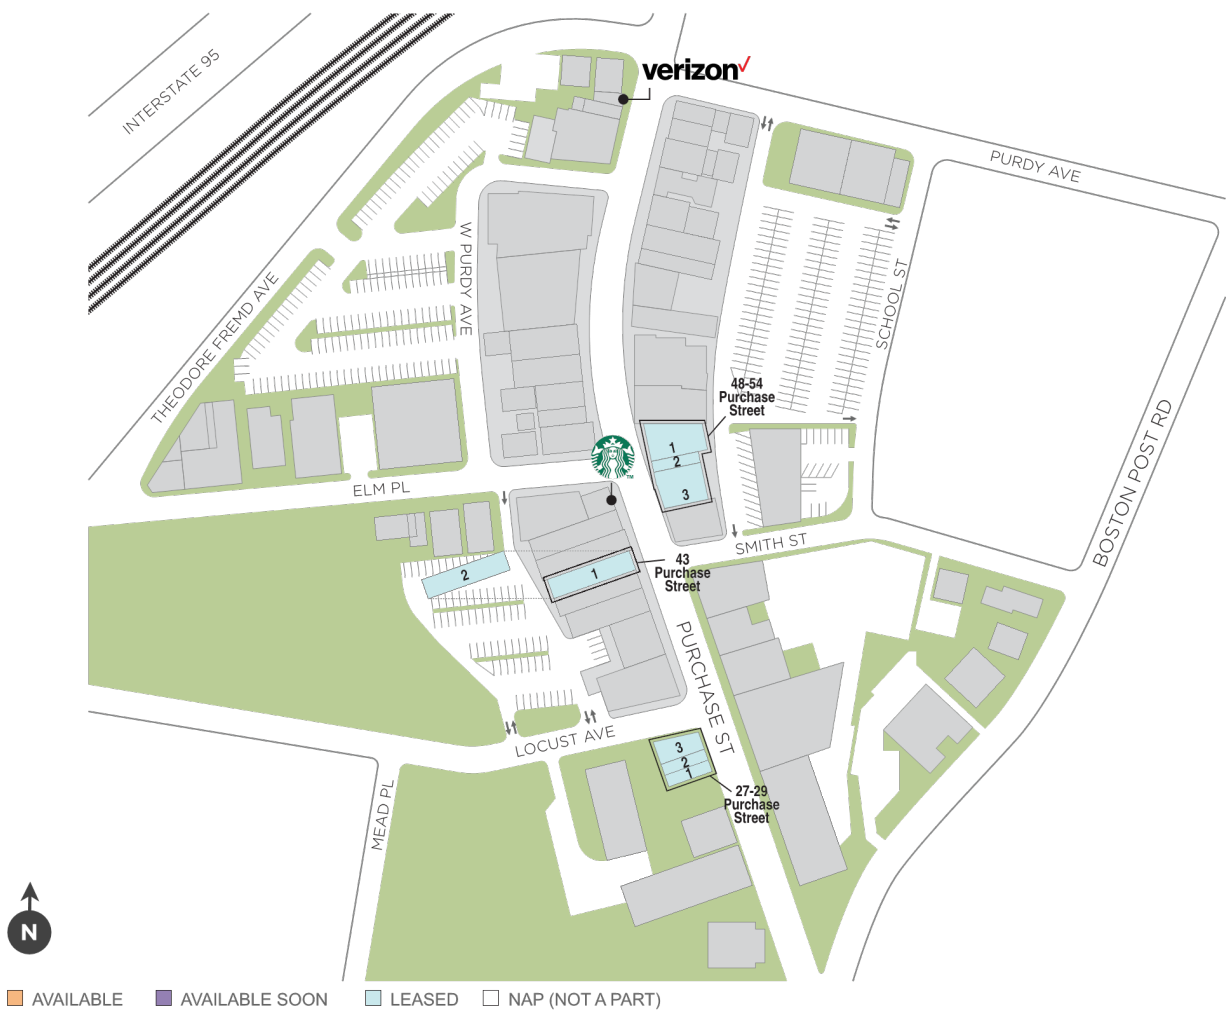 INTERSTATE 95
verizon
PURDY AVE
W PURDY AVE
SCHOOL ST
THEODORE FREMD AVE
48-54
Purchase
Street
1
2
3
TM
ELM PL
BOSTON POST RD
SMITH ST
2
1
43
Purchase
Street
PURCHASE ST
LOCUST AVE
3
2
1
27-29
Purchase
Street
MEAD PL
N
AVAILABLE
AVAILABLE SOON
LEASED
NAP (NOT A PART)